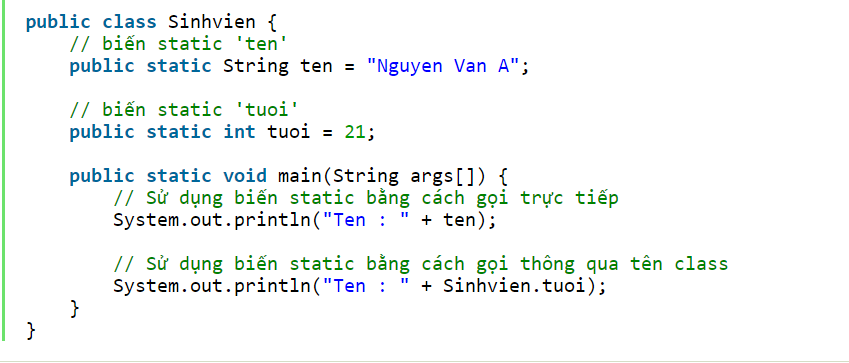 public class Sinhvien {
    // biến static 'ten'
    public static String ten = "Nguyen Van A";

    // biến static 'tuoi'
    public static int tuoi = 21;

    public static void main(String args[]) {
        // Sử dụng biến static bằng cách gọi trực tiếp
        System.out.println("Ten : " + ten);

        // Sử dụng biến static bằng cách gọi thông qua tên class
        System.out.println("Ten : " + Sinhvien.tuoi);
    }
}